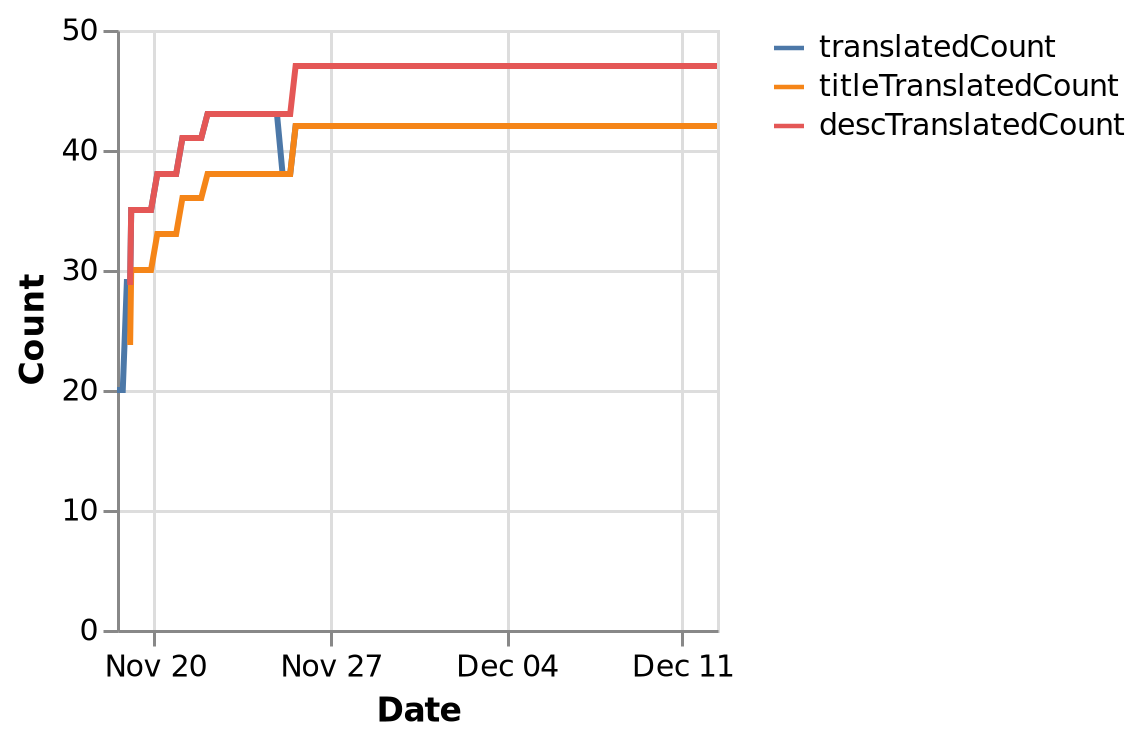 50
40
30
20
10
0
Count
Nov 20
Nov 27
Dec 04
Dec 11
Date
translatedCount
titleTranslatedCount
descTranslatedCount